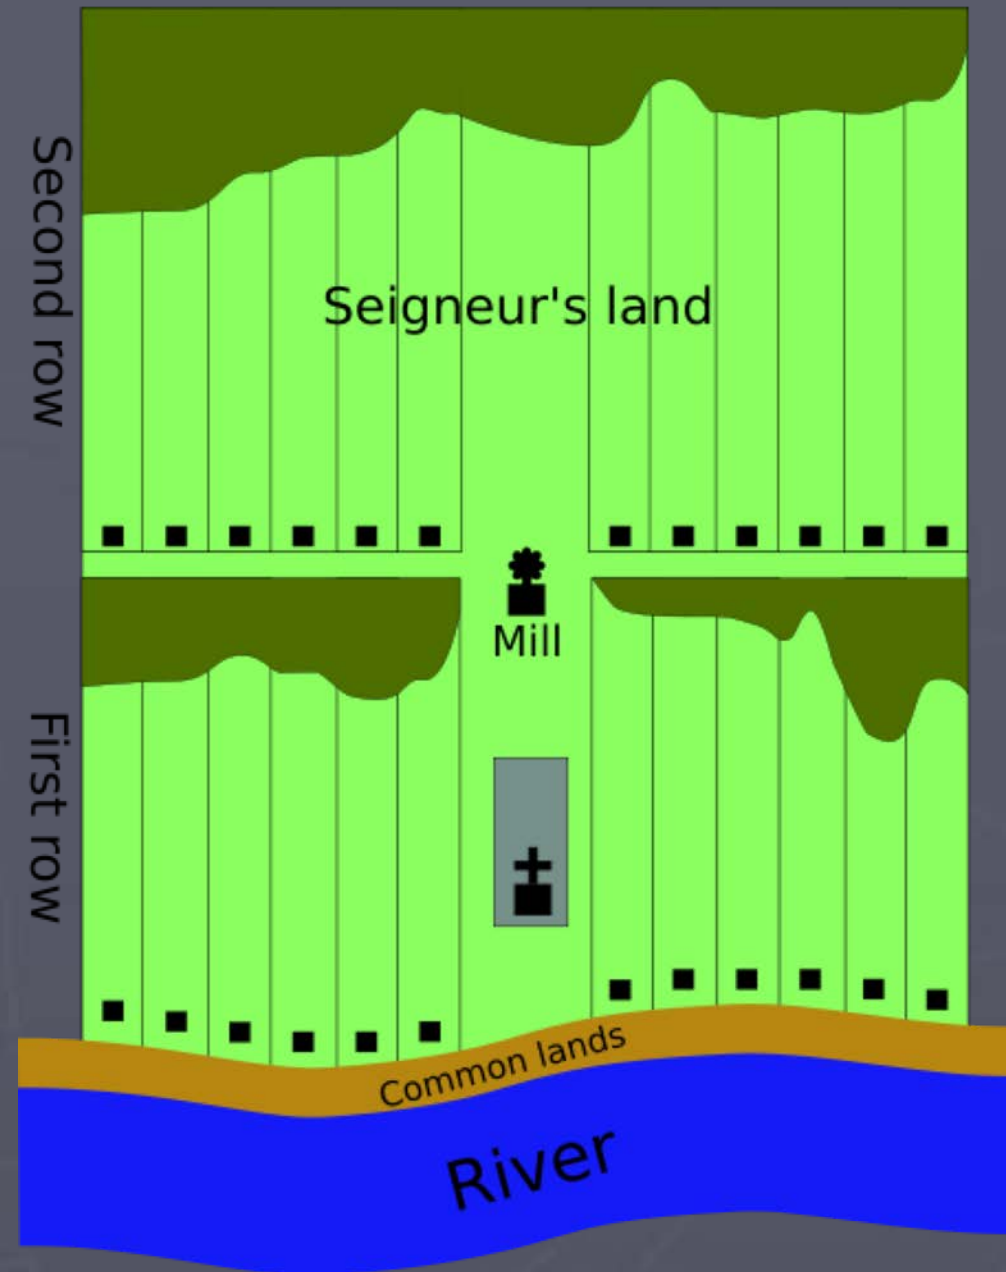 Second row
Seigneur's land
Mill
First row
Common lands
River